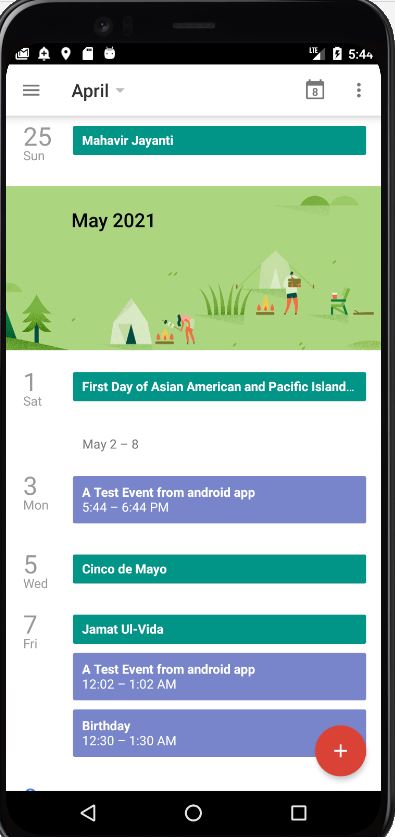 LTE 5:44
April
8
25
Sun
Mahavir Jayanti
May 2021
1
Sat
First Day of Asian American and Pacific Island...
May 2 – 8
3
Mon
A Test Event from android app
5:44 – 6:44 PM
5
Wed
Cinco de Mayo
7
Fri
Jamat Ul-Vida
A Test Event from android app
12:02 – 1:02 AM
Birthday
12:30 – 1:30 AM